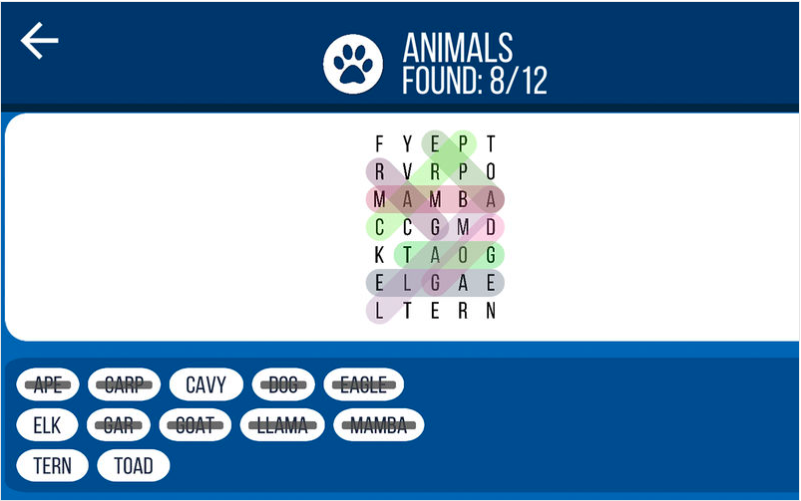 ANIMALS
FOUND: 8/12
F Y E P T
R V R P O
M A M B A
C C G M D
K T A O G
E L G A E
L T E R N
APE CARP CAVY DOG EAGLE
ELK GAR GOAT LLAMA MAMBA
TERN TOAD